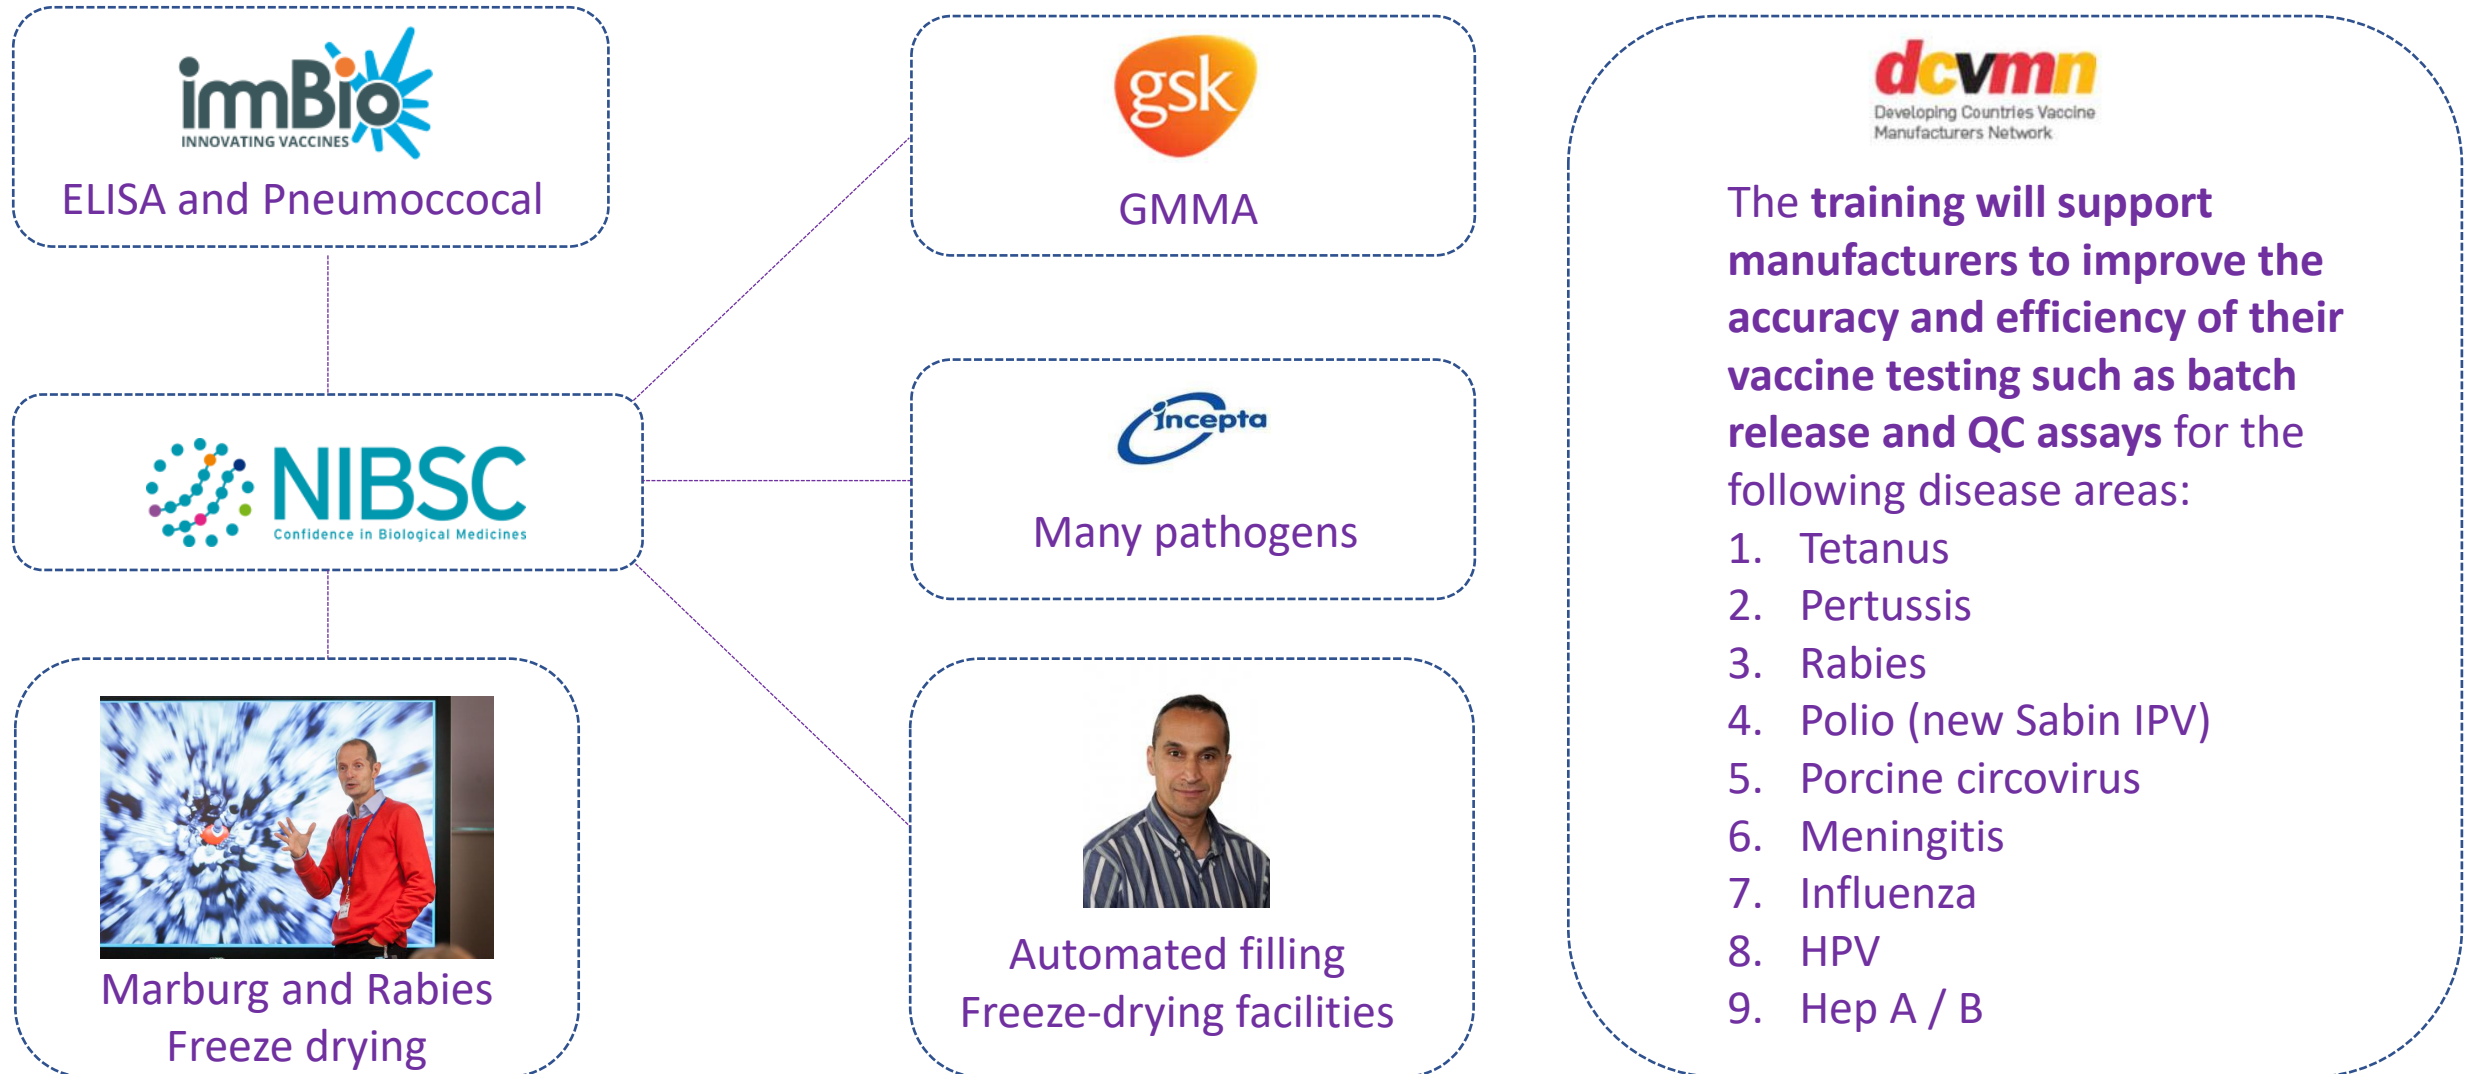 immBio
INNOVATING VACCINES
ELISA and Pneumoccocal
gsk
GMMA
NIBSC
Confidence in Biological Medicines
incepta
Many pathogens
Marburg and Rabies
Freeze drying
Automated filling
Freeze-drying facilities
dcvmn
Developing Countries Vaccine
Manufacturers Network
The training will support
manufacturers to improve the
accuracy and efficiency of their
vaccine testing such as batch
release and QC assays for the
following disease areas:
1. Tetanus
2. Pertussis
3. Rabies
4. Polio (new Sabin IPV)
5. Porcine circovirus
6. Meningitis
7. Influenza
8. HPV
9. Hep A / B